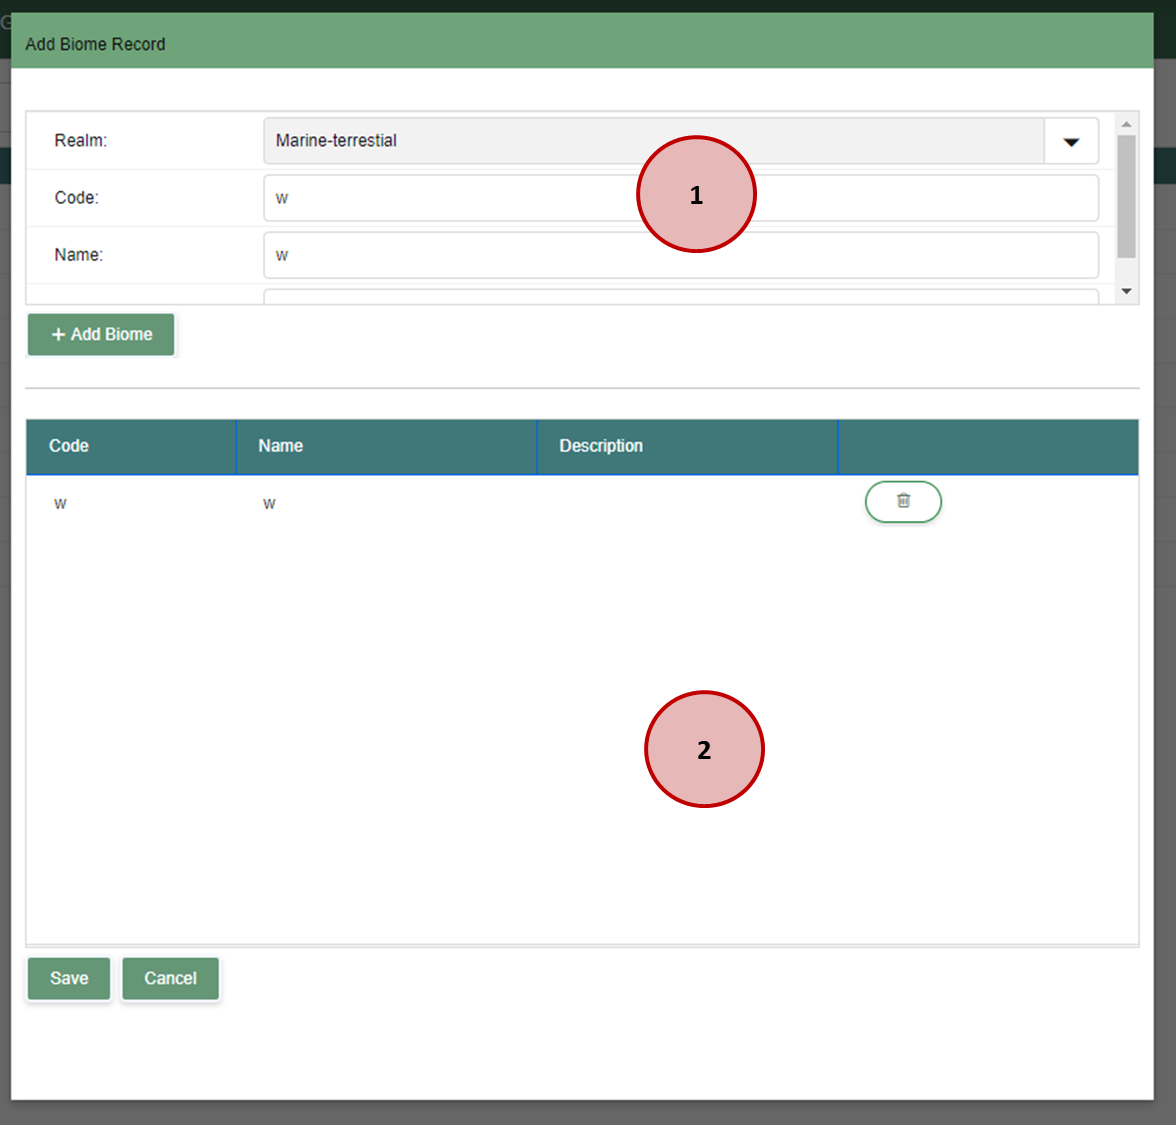 G
Add Biome Record
Realm: Marine-terrestial
1
Code: w
Name: w
+ Add Biome
Code Name Description
w w
2
Save Cancel